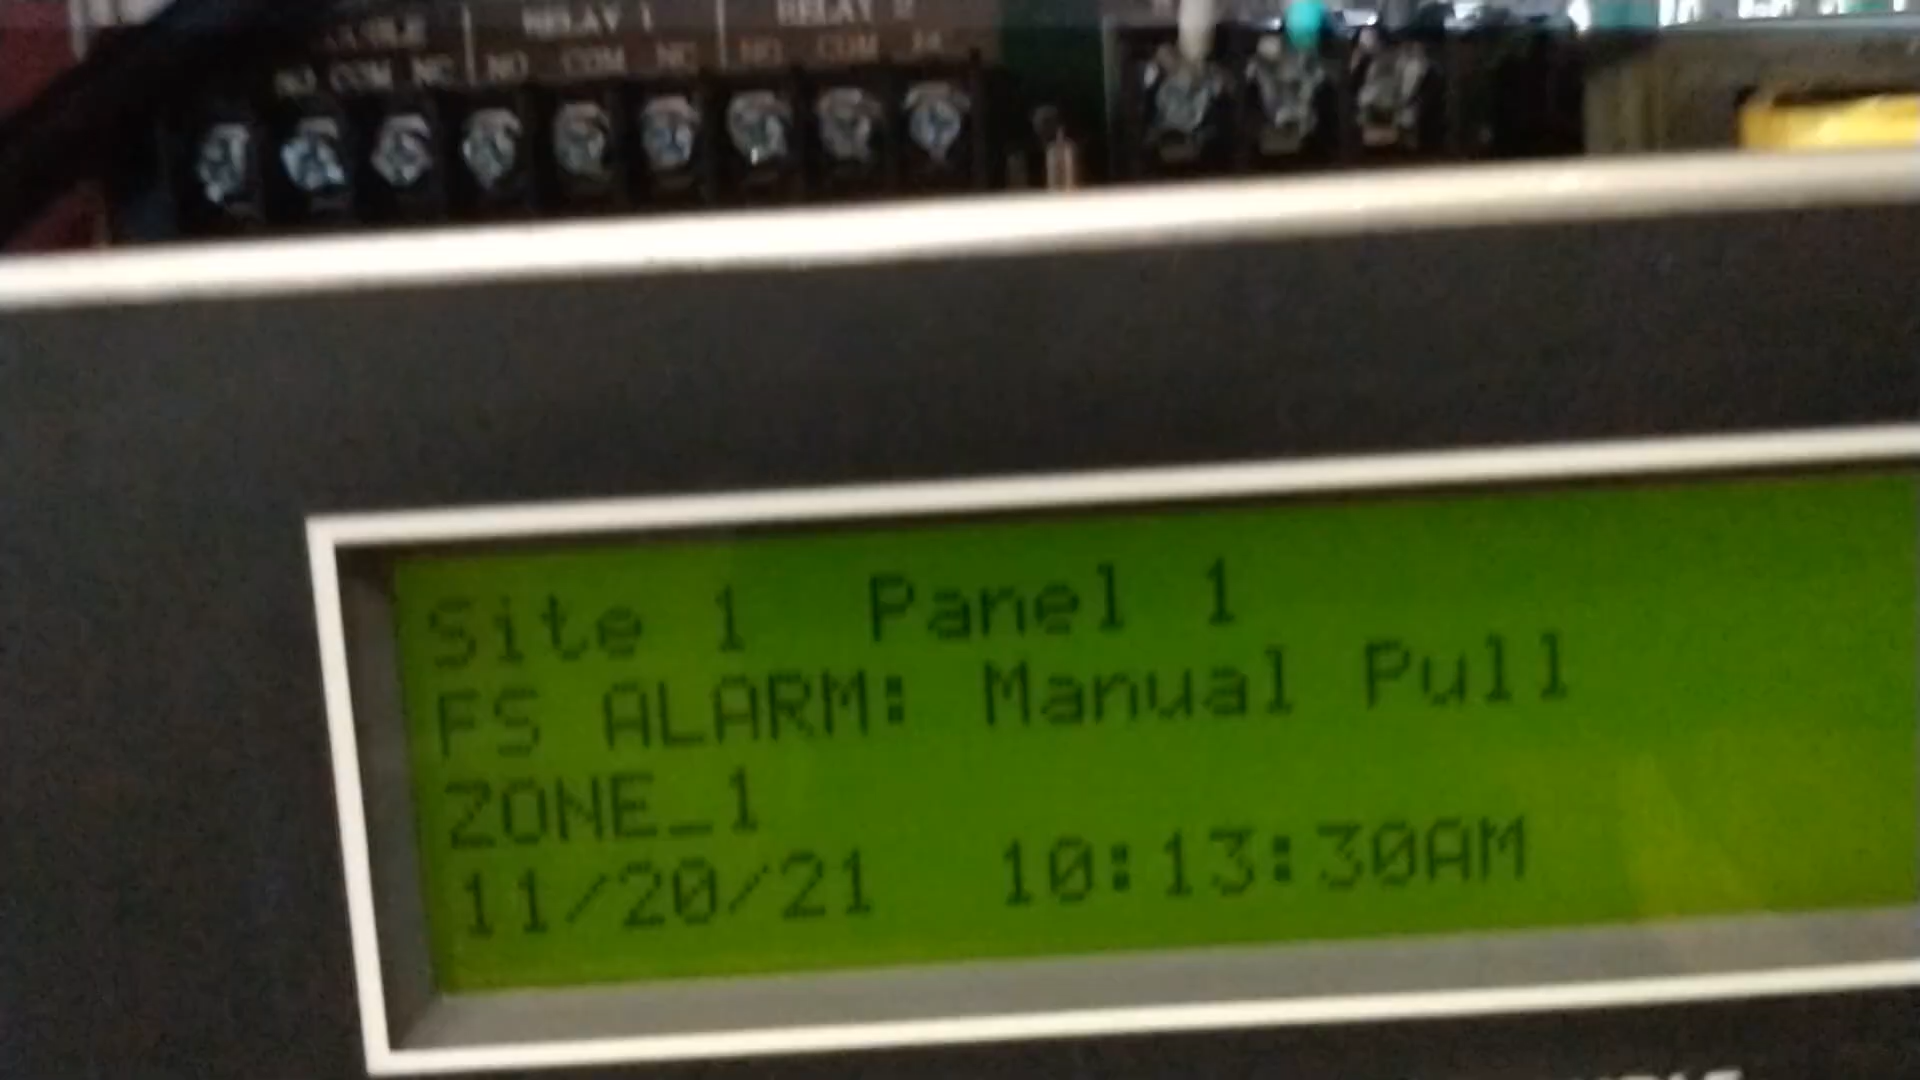 RELAY 1 RELAY 2
NO COM NC NO COM NC NO COM
Site 1 Panel 1
FS ALARM: Manual Pull
ZONE_1
11/20/21 10:13:30AM